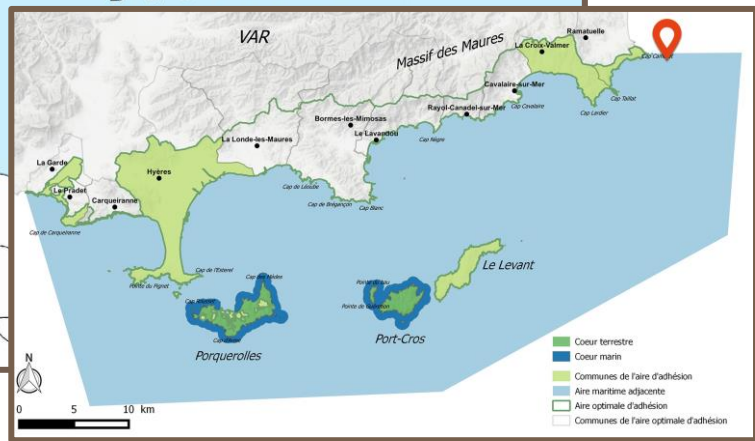 VAR
Massif des Maures
Ramatuelle
La Croix-Valmer
Cap Camarat
Cavalaire-sur-Mer
Cap Taillat
Cap Lardier
Cap Cavalaire
Rayol-Canadel-sur-Mer
Bormes-les-Mimosas
Le Lavandou
Cap Nègre
La Londe-les-Maures
La Garde
Hyères
Le Pradet
Carqueiranne
Cap de Léoube
Cap de Brégançon
Cap Blanc
Cap de Carqueiranne
Cap de l'Esterel
Cap des Mèdes
Le Levant
Porquerolles
Port-Cros
Coeur terrestre
Coeur marin
Communes de l'aire d'adhésion
Aire maritime adjacente
Aire optimale d'adhésion
Communes de l'aire optimale d'adhésion
N
0 5 10 km